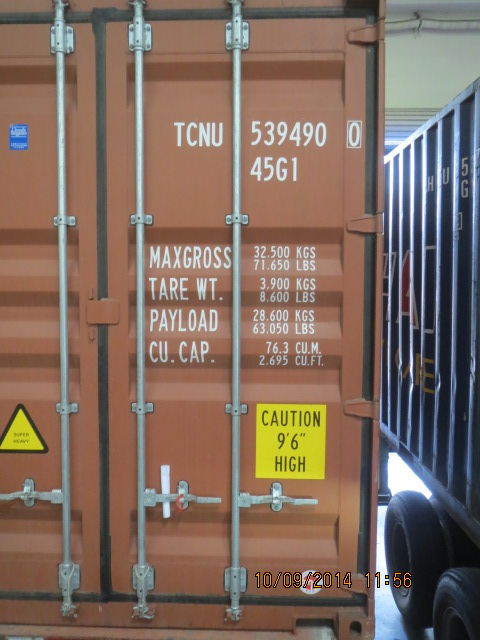 TCNU 539490 0
45G1
MAXGROSS 32.500 KGS
71.650 LBS
TARE WT. 3.900 KGS
8.600 LBS
PAYLOAD 28.600 KGS
63.050 LBS
CU.CAP. 76.3 CU.M.
2.695 CU.FT.
CAUTION
9'6"
HIGH
SUPER
HEAVY
10/09/2014 11:56